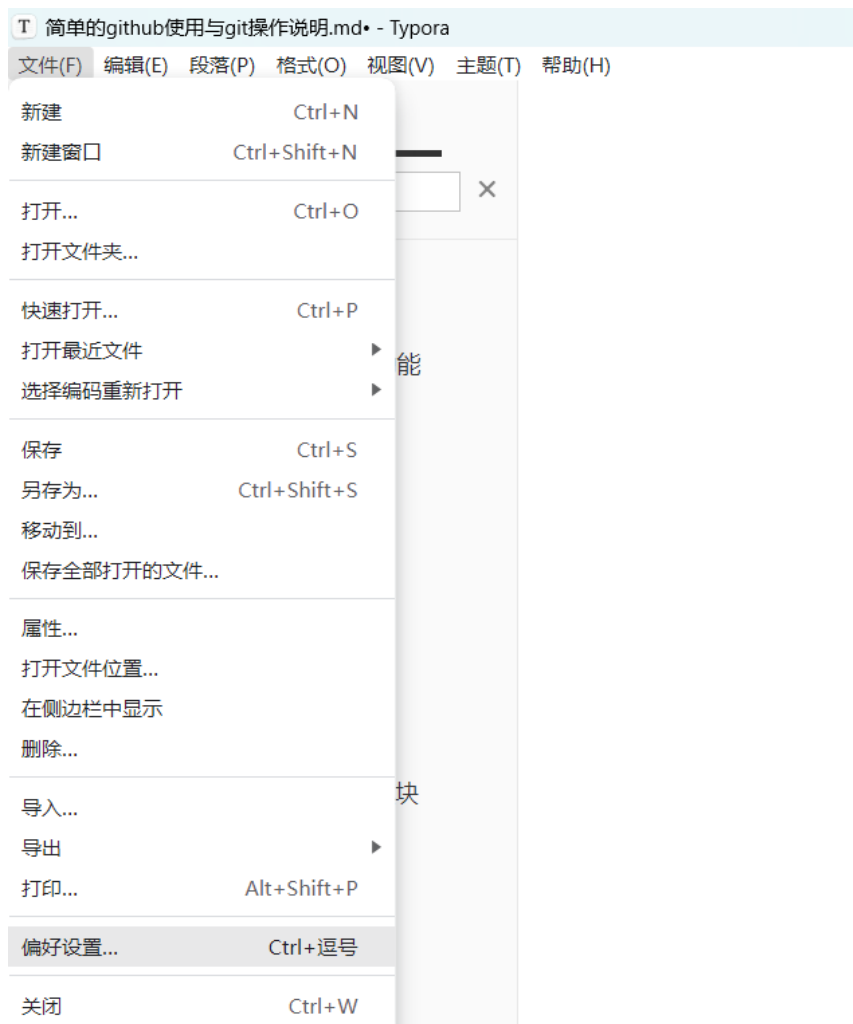 T 简单的github使用与git操作说明.md• - Typora
文件(F) 编辑(E) 段落(P) 格式(O) 视图(V) 主题(T) 帮助(H)
新建 Ctrl+N
新建窗口 Ctrl+Shift+N
打开... Ctrl+O
打开文件夹...
快速打开... Ctrl+P
打开最近文件
能
选择编码重新打开
保存 Ctrl+S
另存为... Ctrl+Shift+S
移动到...
保存全部打开的文件...
属性...
打开文件位置...
在侧边栏中显示
删除...
块
导入...
导出
打印... Alt+Shift+P
偏好设置... Ctrl+逗号
关闭 Ctrl+W